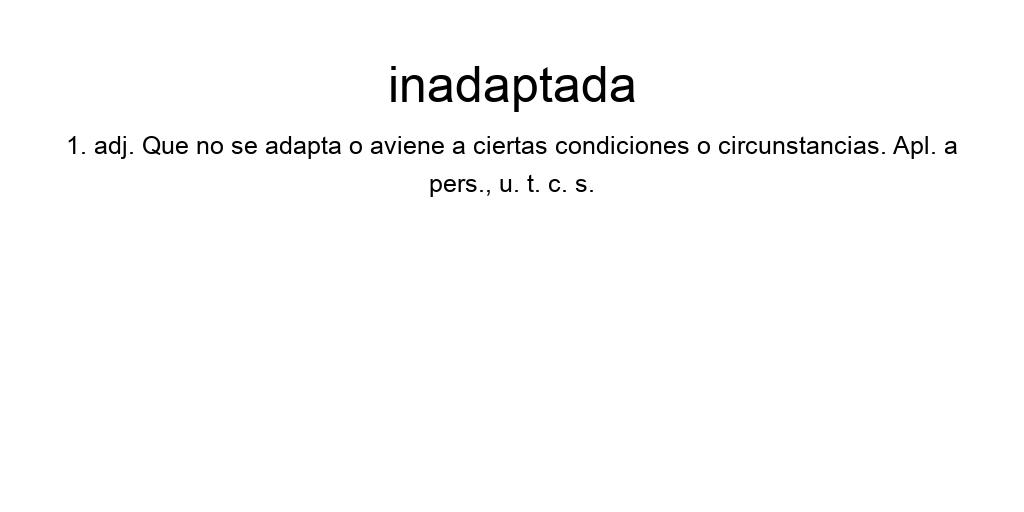 inadaptada
1. adj. Que no se adapta o aviene a ciertas condiciones o circunstancias. Apl. a
pers., u. t. c. s.